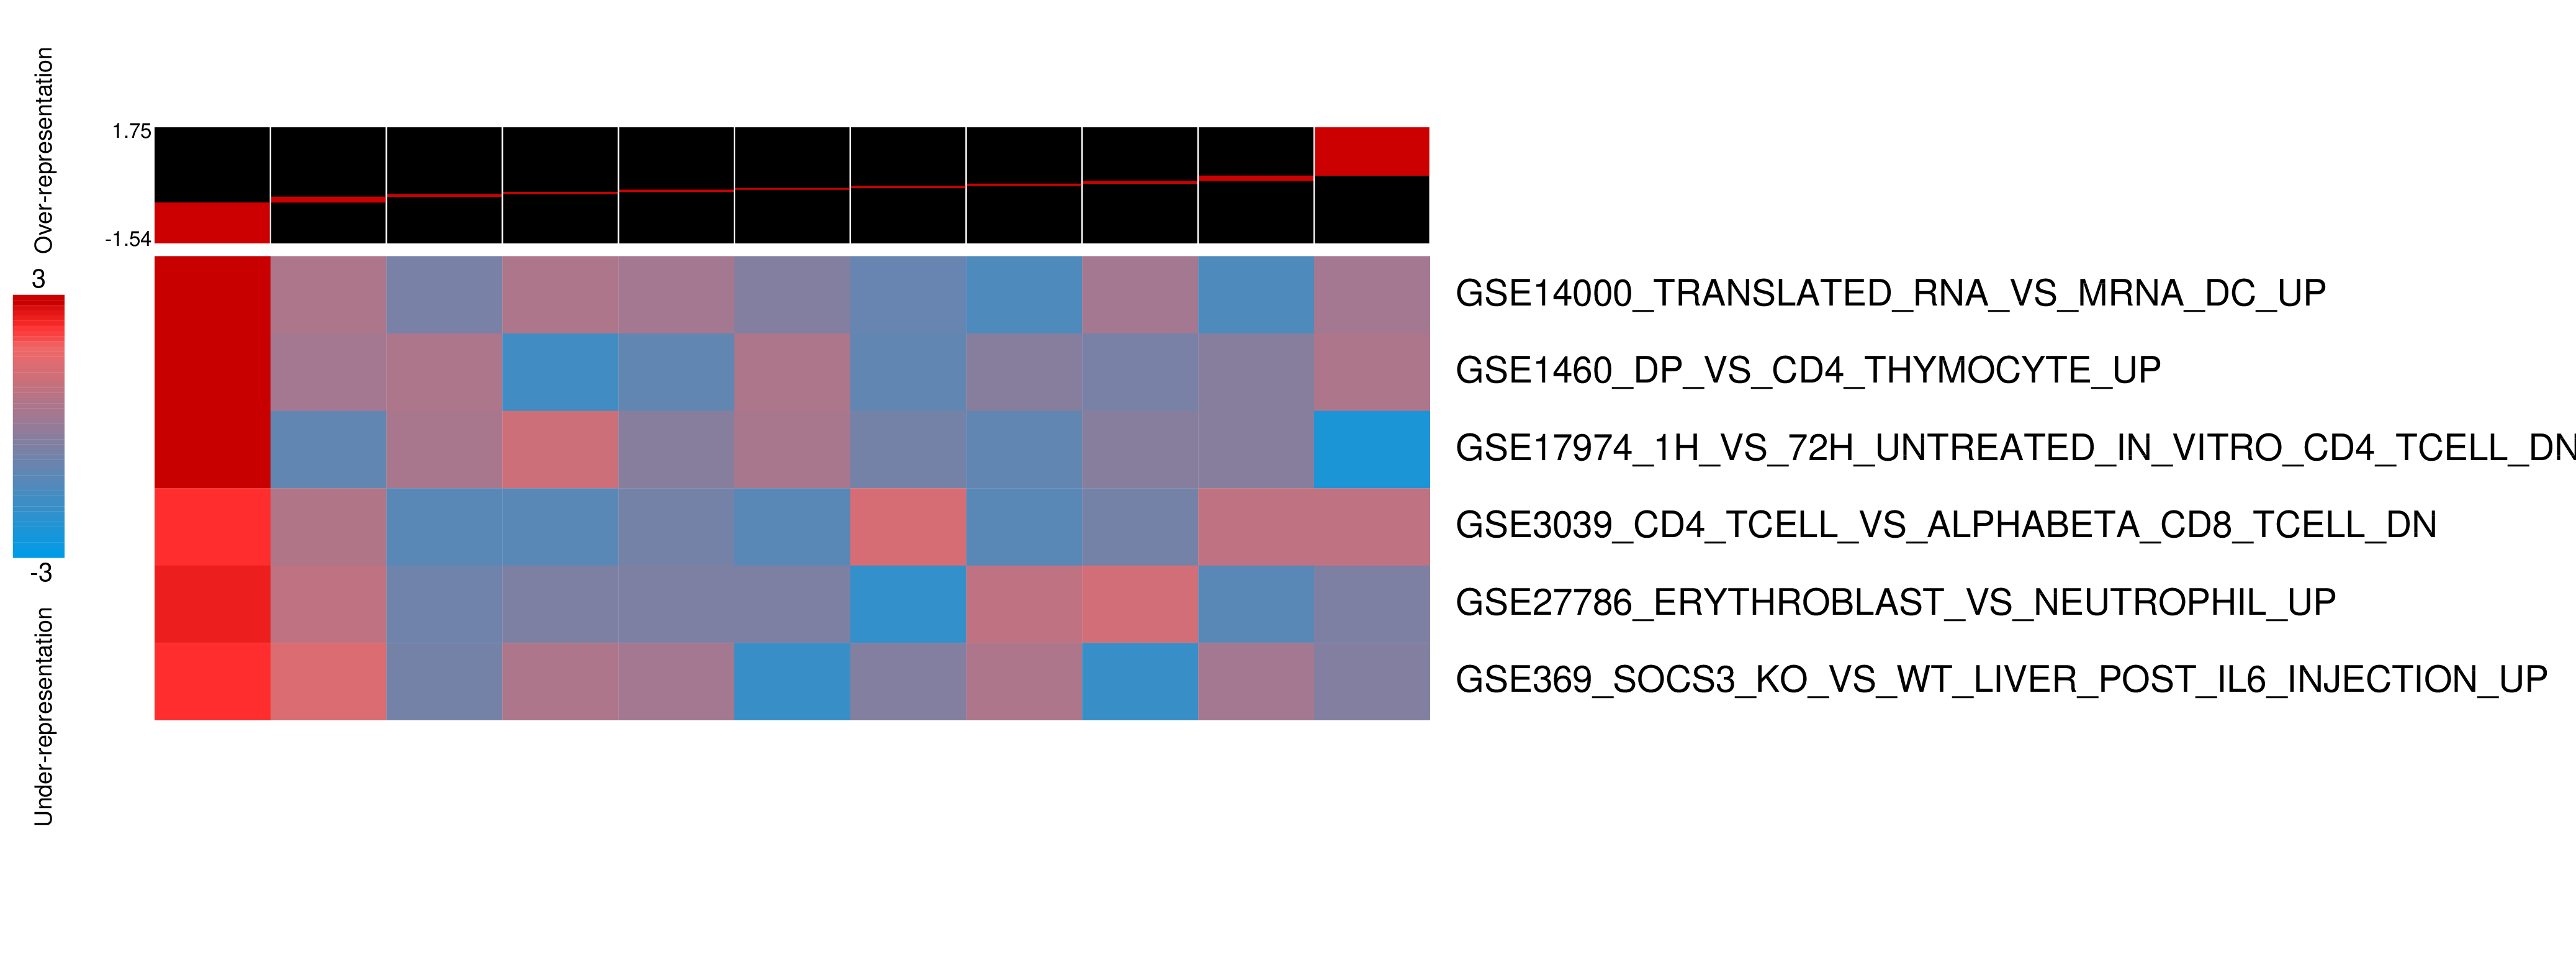 Over-representation
1.75
-1.54
3
-3
Under-representation
GSE14000_TRANSLATED_RNA_VS_MRNA_DC_UP
GSE1460_DP_VS_CD4_THYMOCYTE_UP
GSE17974_1H_VS_72H_UNTREATED_IN_VITRO_CD4_TCELL_DN
GSE3039_CD4_TCELL_VS_ALPHABETA_CD8_TCELL_DN
GSE27786_ERYTHROBLAST_VS_NEUTROPHIL_UP
GSE369_SOCS3_KO_VS_WT_LIVER_POST_IL6_INJECTION_UP